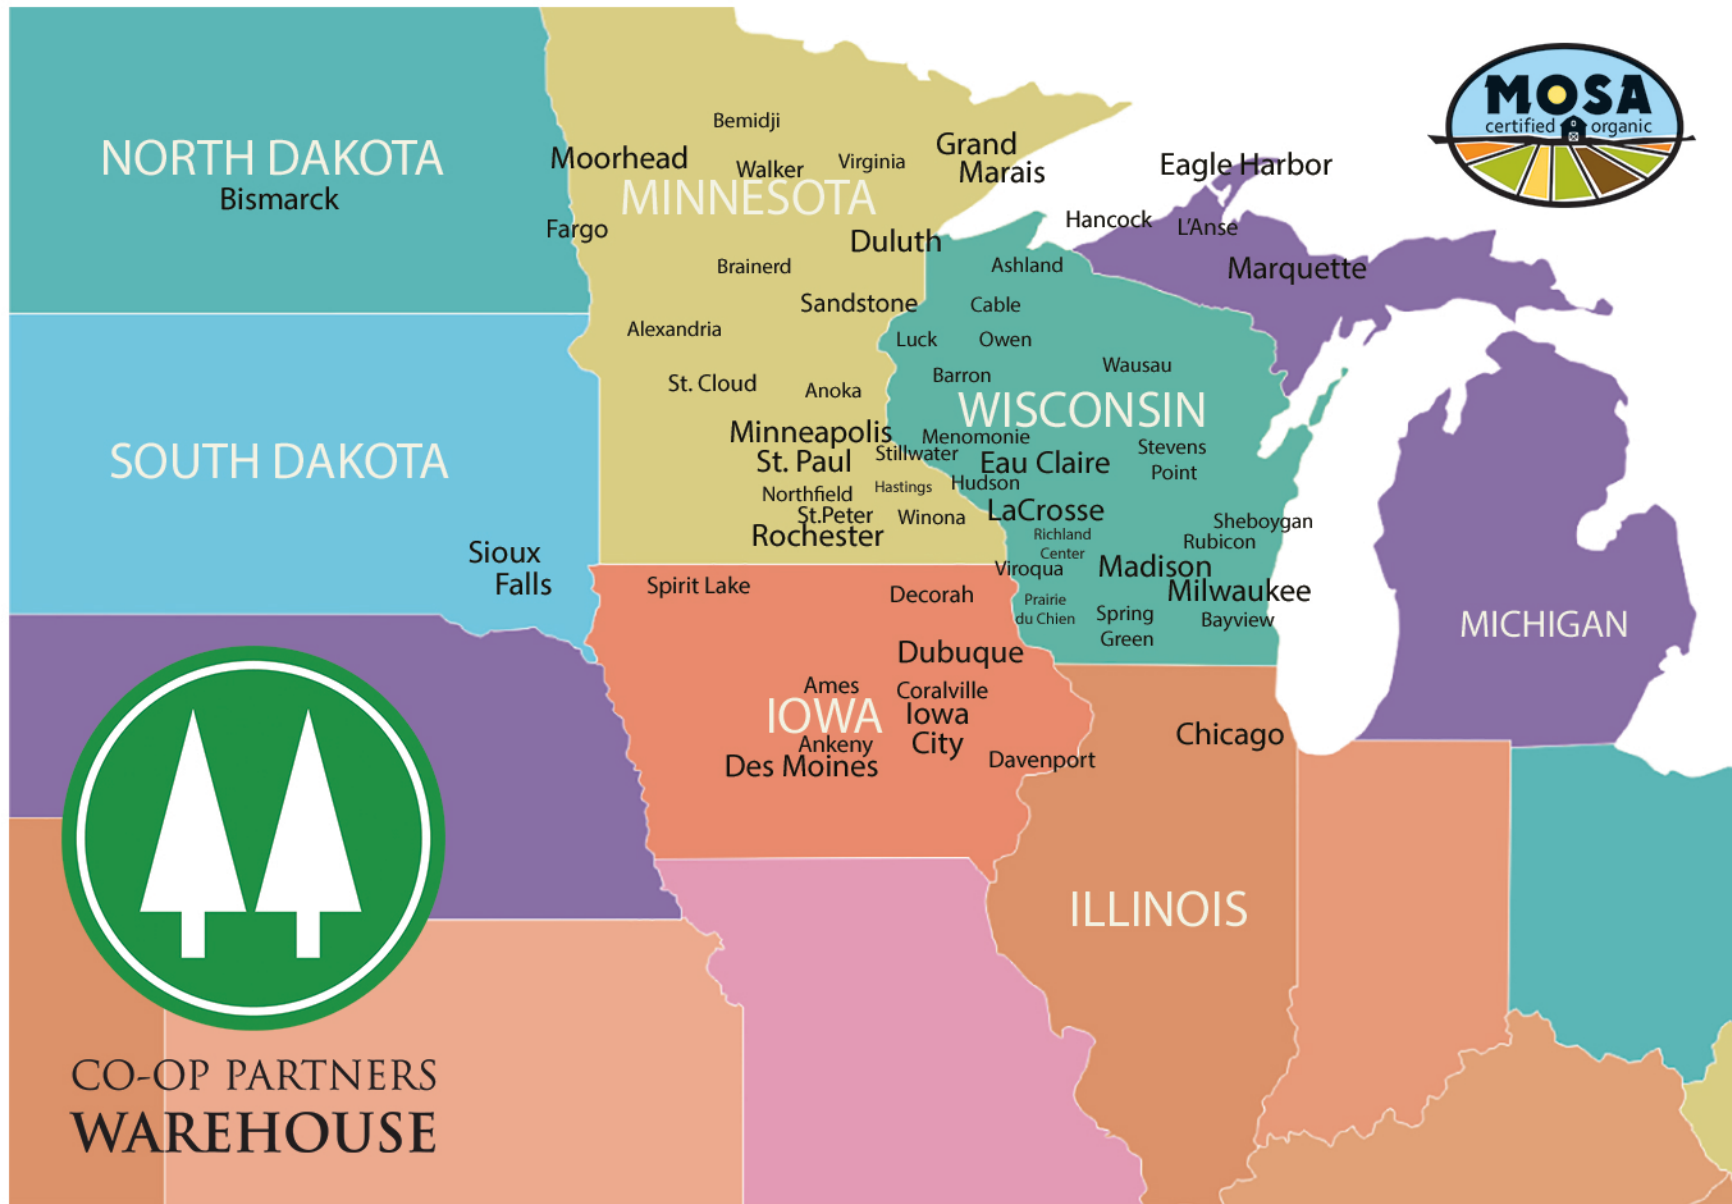 MOSA
certified organic
NORTH DAKOTA
Bismarck
Bemidji
Moorhead
Walker
Virginia
Grand
Marais
MINNESOTA
Fargo
Duluth
Brainerd
Sandstone
Alexandria
St. Cloud
Anoka
Minneapolis
St. Paul
Stillwater
Northfield
Hastings
St.Peter
Winona
Rochester
Eagle Harbor
Hancock
L'Anse
Marquette
Ashland
Cable
Luck
Owen
Barron
Wausau
WISCONSIN
Menomonie
Eau Claire
Stevens
Point
Hudson
LaCrosse
Richland
Center
Sheboygan
Rubicon
Viroqua
Madison
Milwaukee
Prairie
du Chien
Spring
Green
Bayview
MICHIGAN
SOUTH DAKOTA
Sioux
Falls
Spirit Lake
Decorah
Dubuque
Ames
Coralville
IOWA
Iowa
City
Ankeny
Des Moines
Davenport
Chicago
ILLINOIS
CO-OP PARTNERS
WAREHOUSE